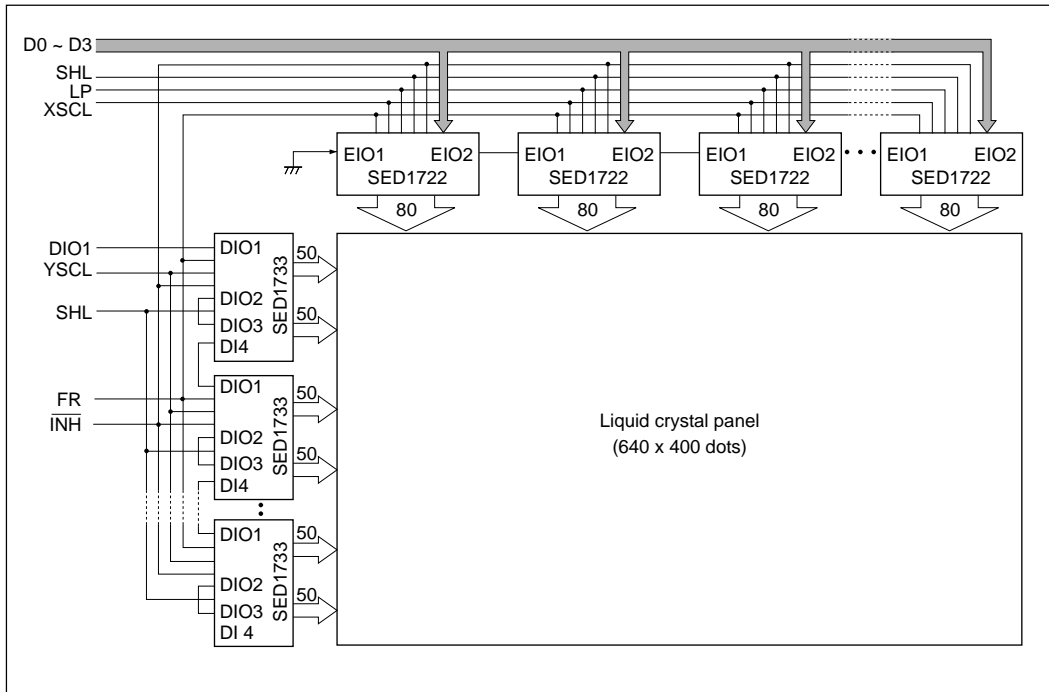 D0 ~ D3
SHL
LP
XSCL
EIO1 EIO2
SED1722
EIO1 EIO2
SED1722
EIO1 EIO2
SED1722
EIO1 EIO2
SED1722
80
80
80
80
DIO1
YSCL
SHL
FR
INH
DIO1
DIO2
DIO3
DI4
SED1733
50
50
DIO1
DIO2
DIO3
DI4
SED1733
50
50
DIO1
DIO2
DIO3
DI 4
SED1733
50
50
Liquid crystal panel
(640 x 400 dots)